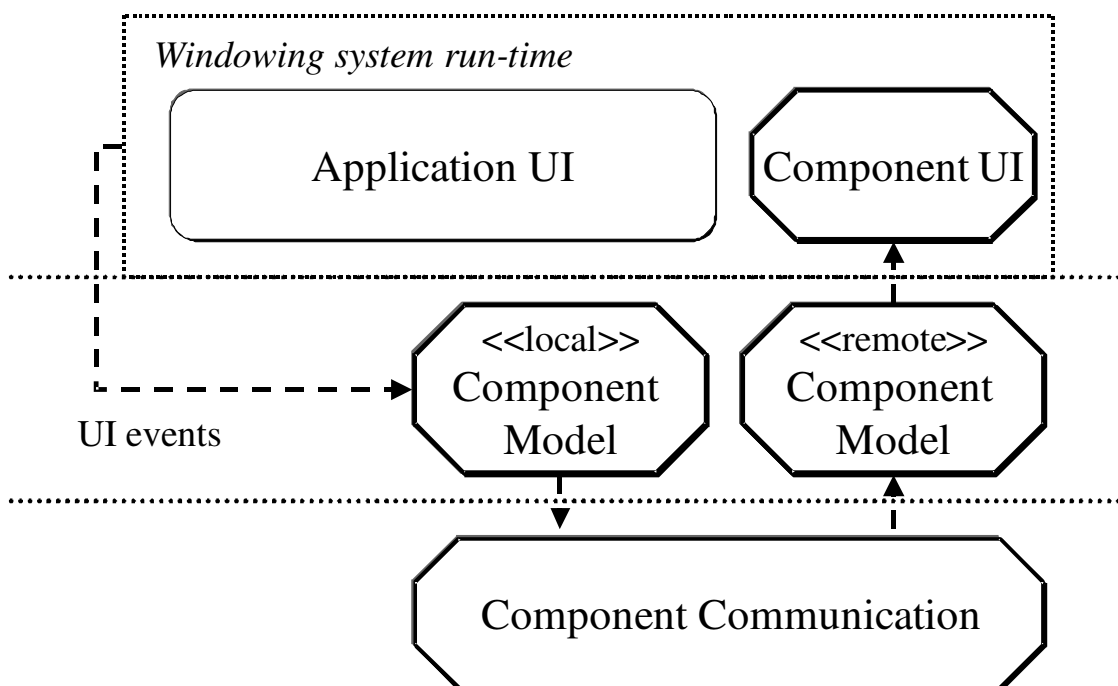 Windowing system run-time
Application UI
Component UI
<<local>>
Component
Model
<<remote>>
Component
Model
UI events
Component Communication